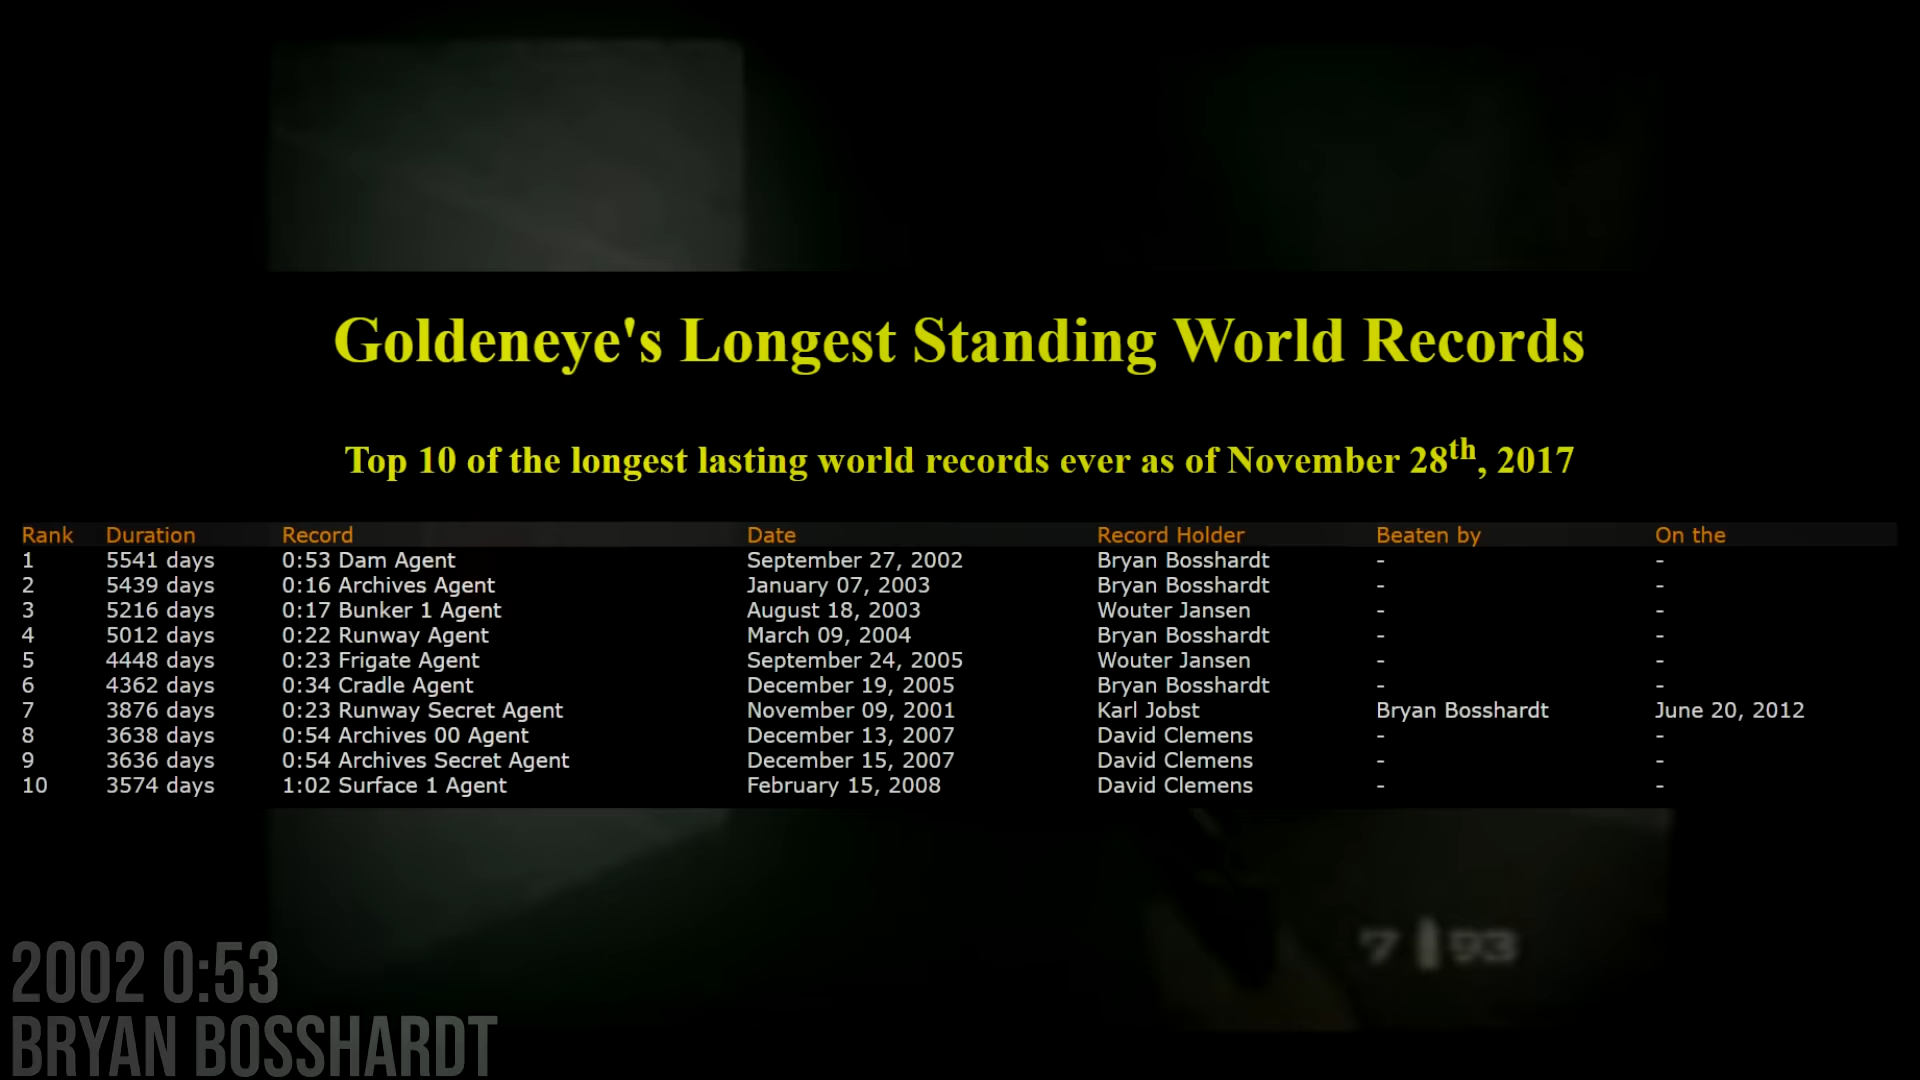 Goldeneye's Longest Standing World Records
Top 10 of the longest lasting world records ever as of November 28th, 2017
Rank Duration Record Date Record Holder Beaten by On the
1 5541 days 0:53 Dam Agent September 27, 2002 Bryan Bosshardt - -
2 5439 days 0:16 Archives Agent January 07, 2003 Bryan Bosshardt - -
3 5216 days 0:17 Bunker 1 Agent August 18, 2003 Wouter Jansen - -
4 5012 days 0:22 Runway Agent March 09, 2004 Bryan Bosshardt - -
5 4448 days 0:23 Frigate Agent September 24, 2005 Wouter Jansen - -
6 4362 days 0:34 Cradle Agent December 19, 2005 Bryan Bosshardt - -
7 3876 days 0:23 Runway Secret Agent November 09, 2001 Karl Jobst Bryan Bosshardt June 20, 2012
8 3638 days 0:54 Archives 00 Agent December 13, 2007 David Clemens - -
9 3636 days 0:54 Archives Secret Agent December 15, 2007 David Clemens - -
10 3574 days 1:02 Surface 1 Agent February 15, 2008 David Clemens - -
7 93
2002 0:53
BRYAN BOSSHARDT